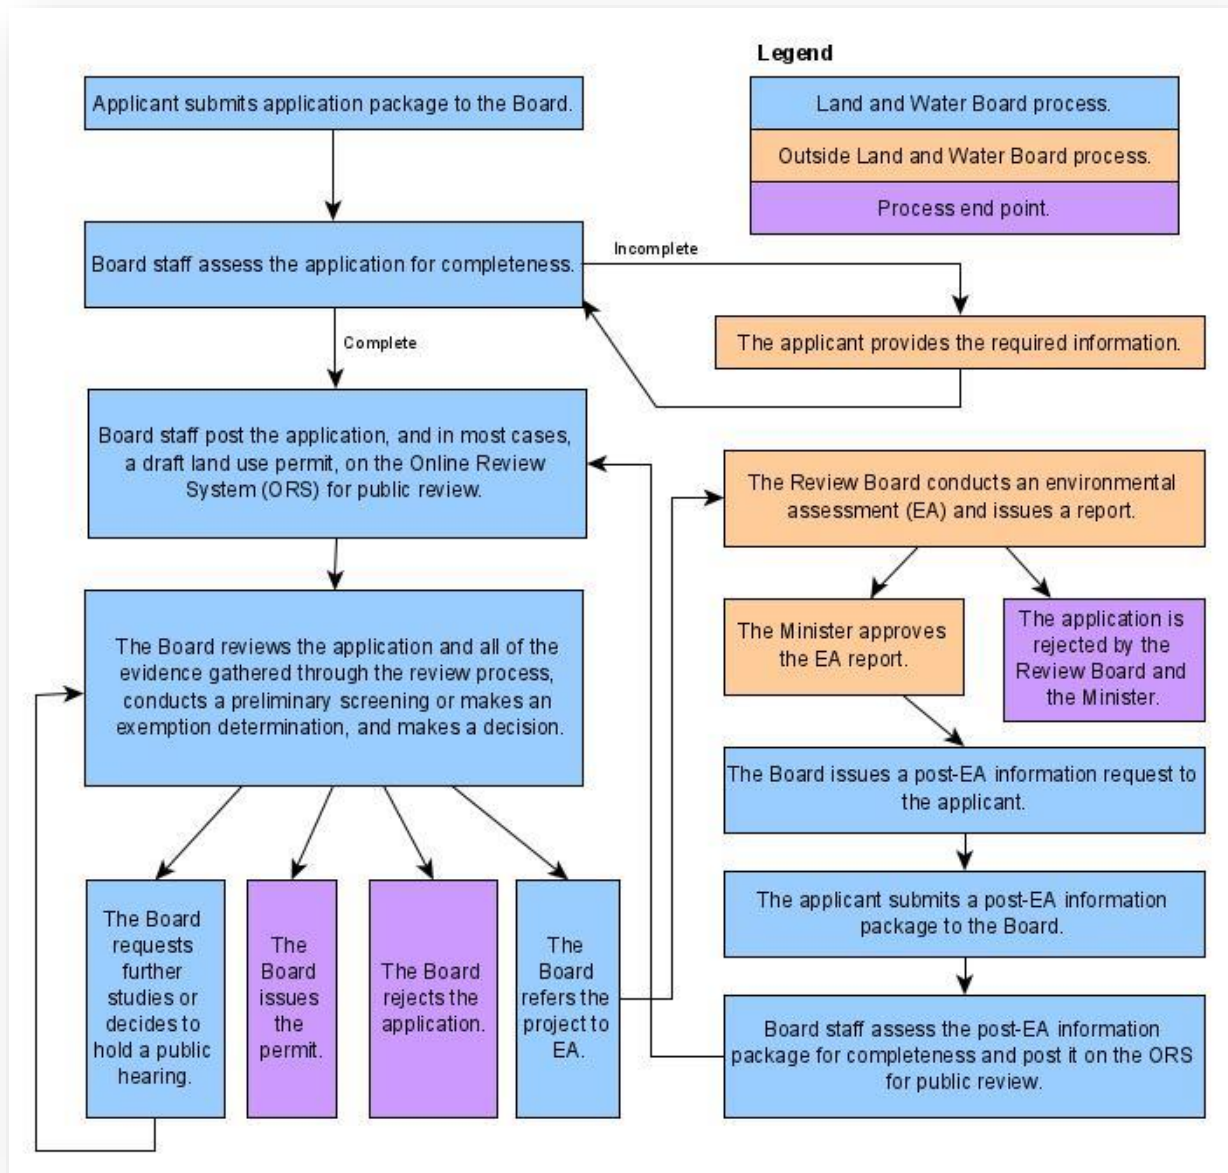 Legend
Land and Water Board process.
Outside Land and Water Board process.
Process end point.
Applicant submits application package to the Board.
Board staff assess the application for completeness.
Incomplete
The applicant provides the required information.
Complete
Board staff post the application, and in most cases,
a draft land use permit, on the Online Review
System (ORS) for public review.
The Board reviews the application and all of the
evidence gathered through the review process,
conducts a preliminary screening or makes an
exemption determination, and makes a decision.
The Board
requests
further
studies or
decides to
hold a public
hearing.
The
Board
issues
the
permit.
The Board
rejects the
application.
The
Board
refers the
project to
EA.
The Review Board conducts an environmental
assessment (EA) and issues a report.
The Minister approves
the EA report.
The application is
rejected by the
Review Board and
the Minister.
The Board issues a post-EA information request to
the applicant.
The applicant submits a post-EA information
package to the Board.
Board staff assess the post-EA information
package for completeness and post it on the ORS
for public review.